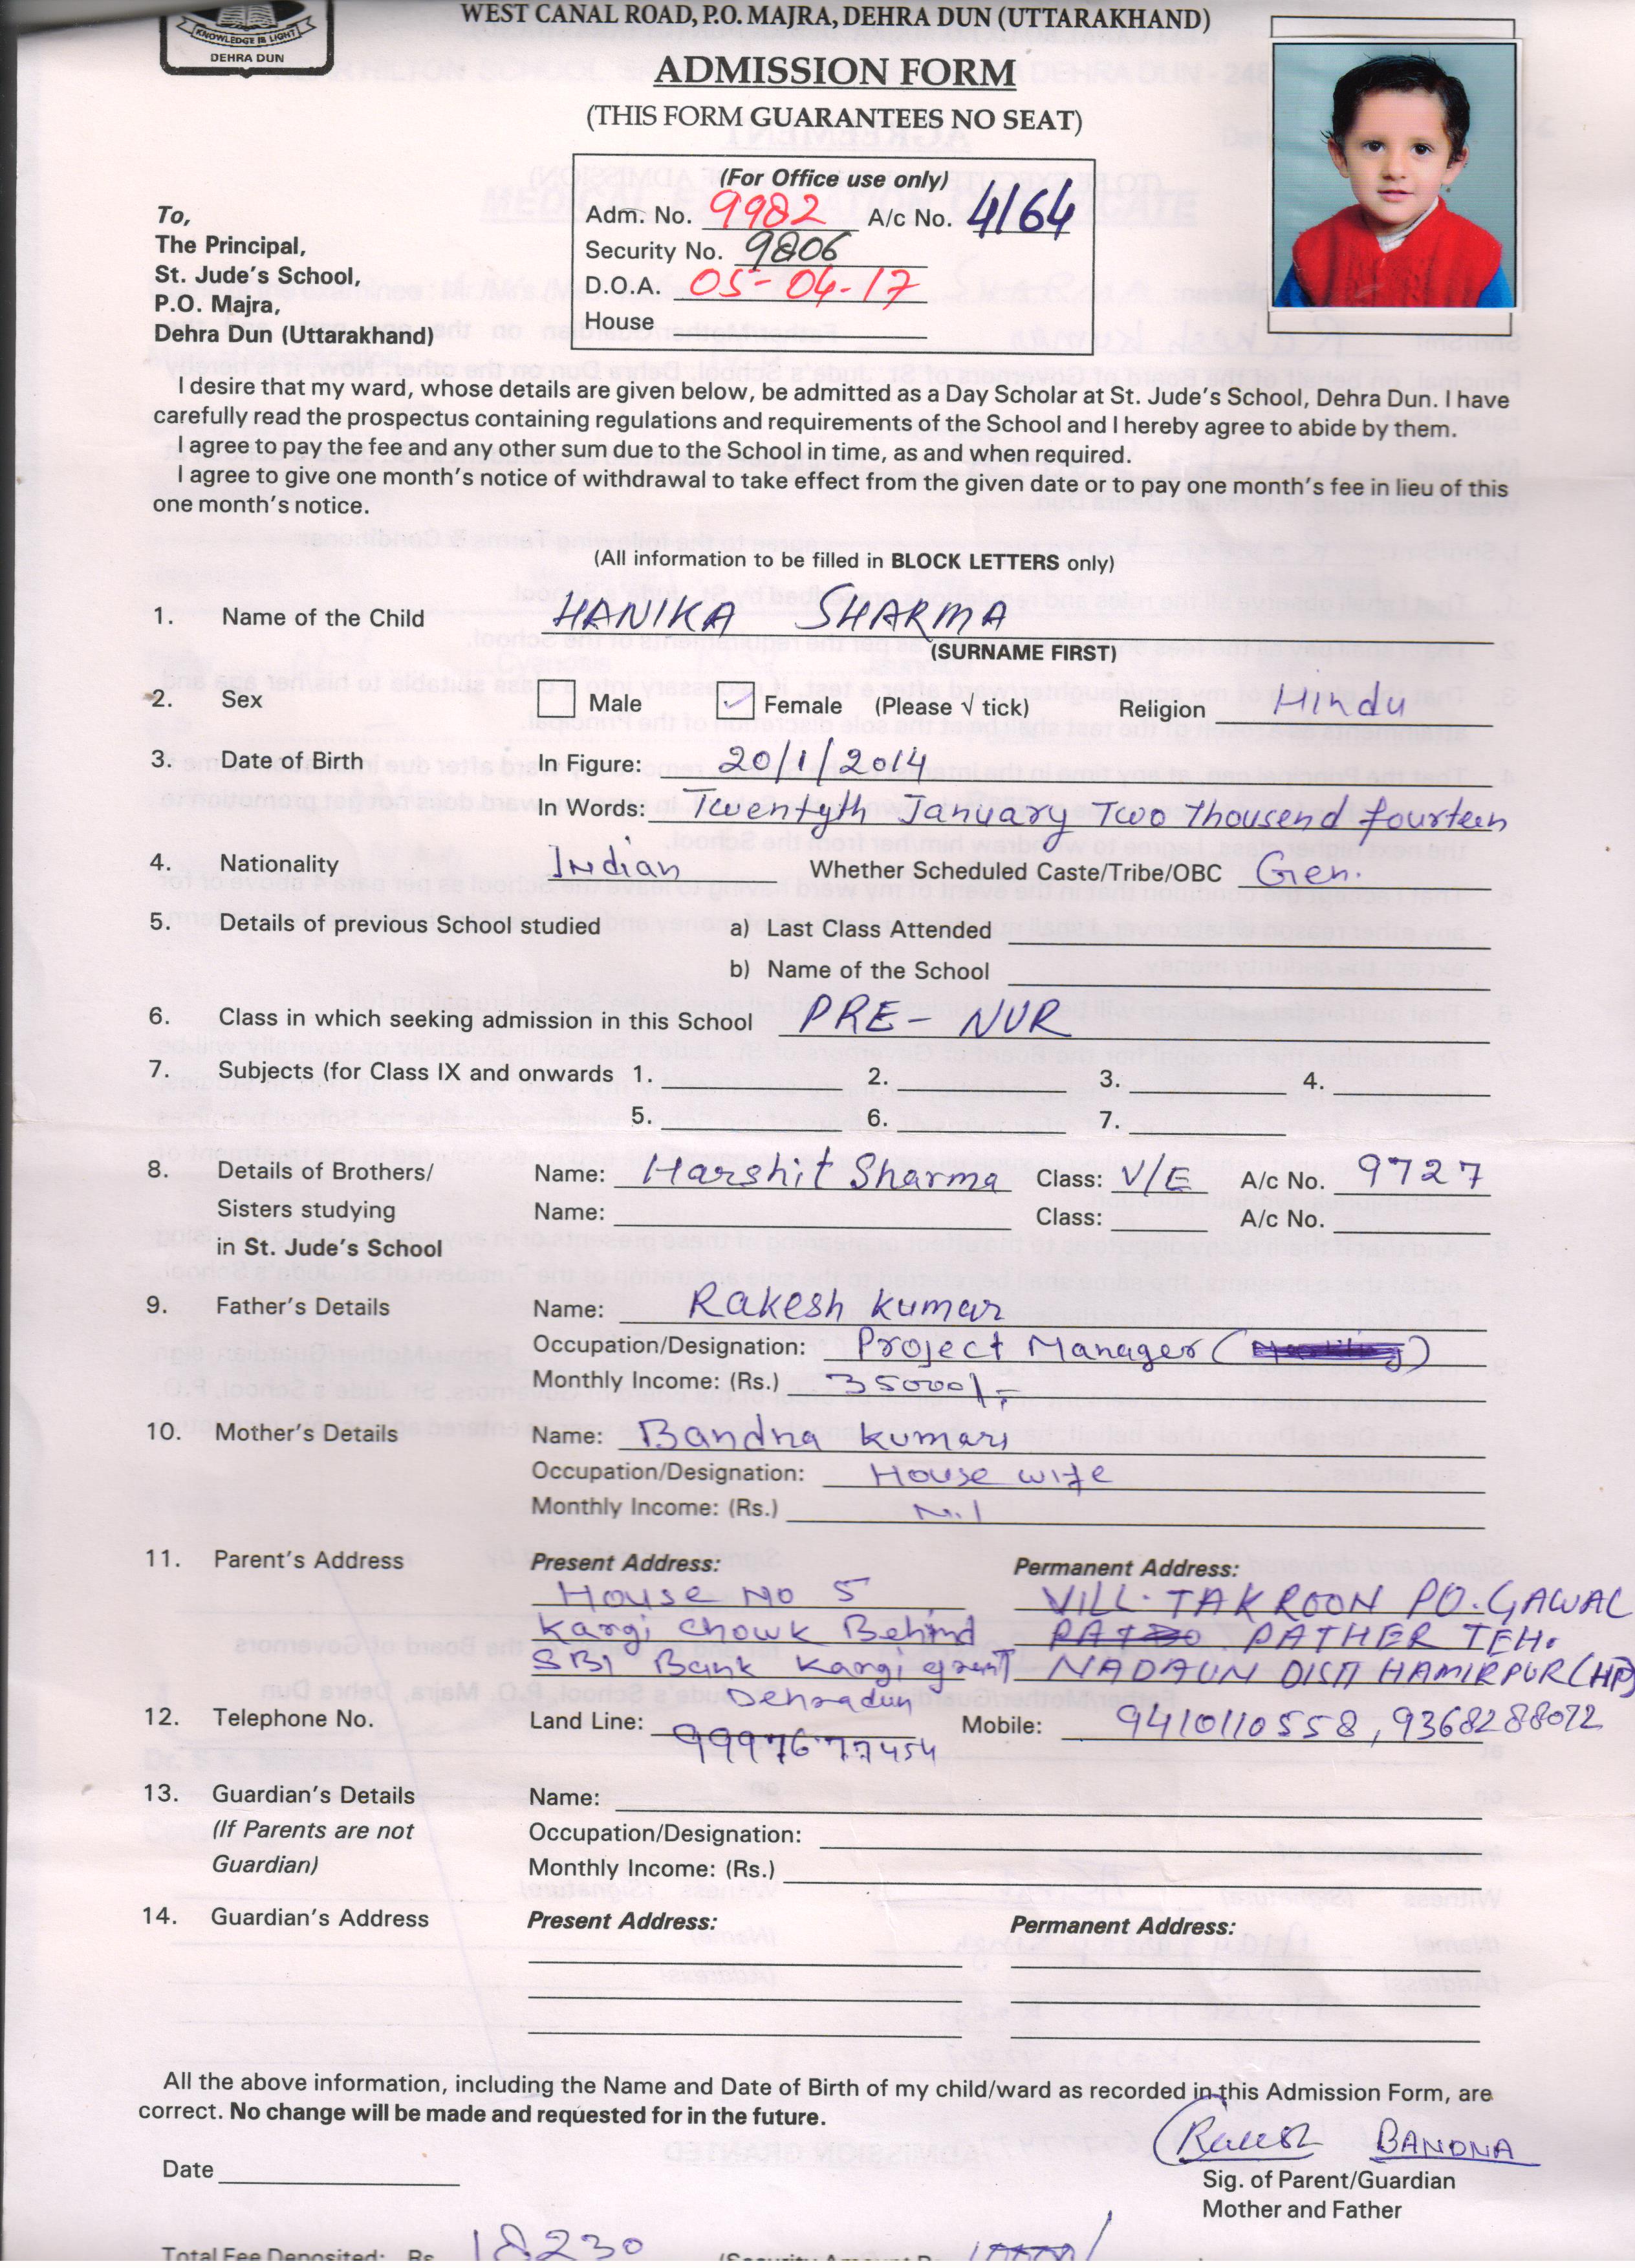 KNOWLEDGE IS LIGHT
DEHRA DUN
WEST CANAL ROAD, P.O. MAJRA, DEHRA DUN (UTTARAKHAND)
ADMISSION FORM
(THIS FORM GUARANTEES NO SEAT)
(For Office use only)
Adm. No. 9982 A/c No. 4164
Security No. 9806
D.O.A. 05-04-17
House
To,
The Principal,
St. Jude's School,
P.O. Majra,
Dehra Dun (Uttarakhand)
I desire that my ward, whose details are given below, be admitted as a Day Scholar at St. Jude's School, Dehra Dun. I have
carefully read the prospectus containing regulations and requirements of the School and I hereby agree to abide by them.
I agree to pay the fee and any other sum due to the School in time, as and when required.
I agree to give one month's notice of withdrawal to take effect from the given date or to pay one month's fee in lieu of this
one month's notice.
(All information to be filled in BLOCK LETTERS only)
1. Name of the Child HANIKA SHARMA
(SURNAME FIRST)
2. Sex Male Female (Please √ tick) Religion Hindu
3. Date of Birth In Figure: 20/1/2014
In Words: Twentyth January Two Thousend fourteen
4. Nationality Indian Whether Scheduled Caste/Tribe/OBC Gen.
5. Details of previous School studied a) Last Class Attended
b) Name of the School
6. Class in which seeking admission in this School PRE- NUR
7. Subjects (for Class IX and onwards 1. 2. 3. 4.
5. 6. 7.
8. Details of Brothers/ Name: Harshit Sharma Class: V/E A/c No. 9727
Sisters studying Name: Class: A/c No.
in St. Jude's School
9. Father's Details Name: Rakesh kumar
Occupation/Designation: Project Manager ( )
Monthly Income: (Rs.) 35000/-
10. Mother's Details Name: Bandna kumari
Occupation/Designation: House wife
Monthly Income: (Rs.) Nil
11. Parent's Address Present Address: Permanent Address:
House No 5 VILL. TAKROON PO. GAWAL
Kargi Chowk Behind PATHER TEH.
SBI Bank Kargi grant NADAUN DISTT HAMIRPUR (HP)
Dehradun
12. Telephone No. Land Line: 9997677454 Mobile: 9410110558, 9368288072
13. Guardian's Details Name:
(If Parents are not Occupation/Designation:
Guardian) Monthly Income: (Rs.)
14. Guardian's Address Present Address: Permanent Address:
All the above information, including the Name and Date of Birth of my child/ward as recorded in this Admission Form, are
correct. No change will be made and requested for in the future.
Rakesh BANDNA
Date Sig. of Parent/Guardian
Mother and Father
Total Fee Deposited: Rs 18230